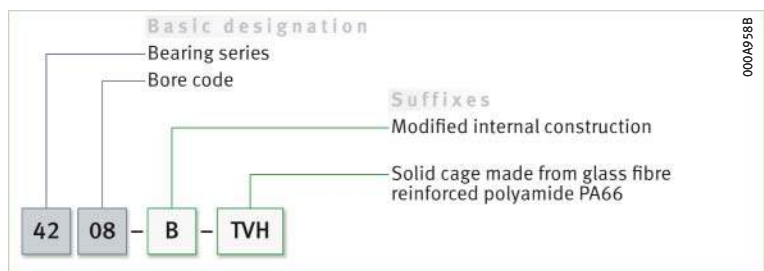 Basic designation
Bearing series
Bore code
Suffixes
Modified internal construction
Solid cage made from glass fibre
reinforced polyamide PA66
42 08 – B – TVH
000A958B